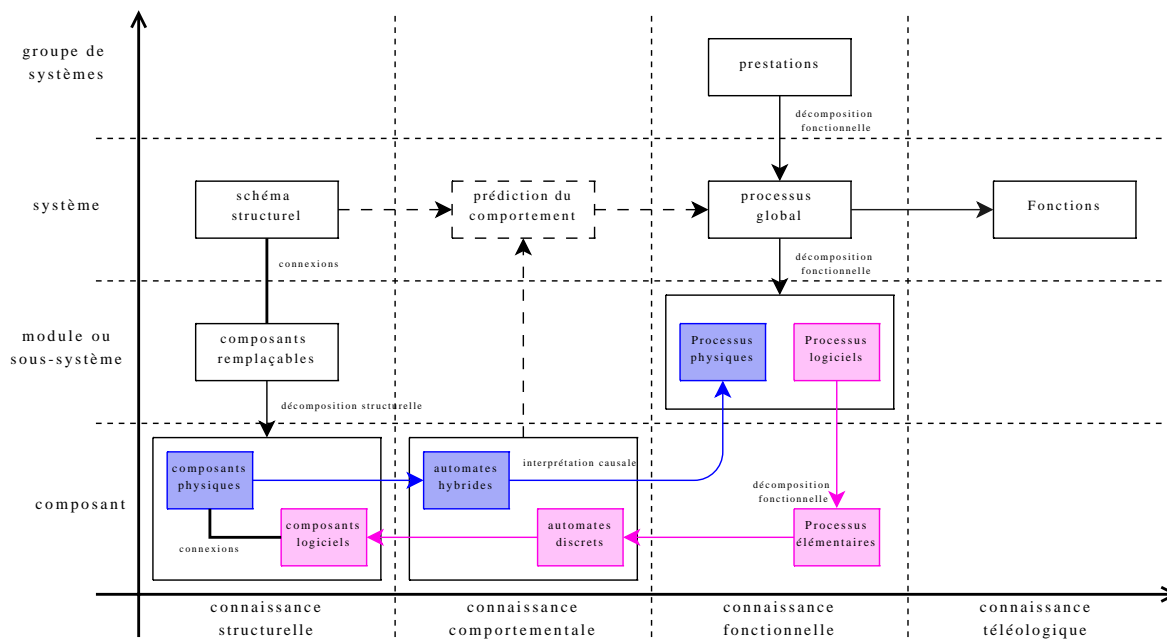 groupe de
systèmes
prestations
décomposition
fonctionnelle
système
schéma
structurel
prédiction du
comportement
processus
global
Fonctions
connexions
décomposition
fonctionnelle
module ou
sous-système
composants
remplaçables
Processus
physiques
Processus
logiciels
décomposition structurelle
composant
composants
physiques
automates
hybrides
interprétation causale
décomposition
fonctionnelle
composants
logiciels
connexions
automates
discrets
Processus
élémentaires
connaissance
structurelle
connaissance
comportementale
connaissance
fonctionnelle
connaissance
téléologique